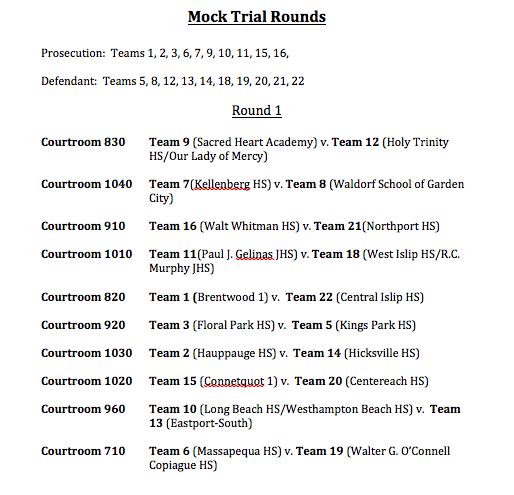 Mock Trial Rounds
Prosecution: Teams 1, 2, 3, 6, 7, 9, 10, 11, 15, 16,
Defendant: Teams 5, 8, 12, 13, 14, 18, 19, 20, 21, 22
Round 1
Courtroom 830 Team 9 (Sacred Heart Academy) v. Team 12 (Holy Trinity
HS/Our Lady of Mercy)
Courtroom 1040 Team 7(Kellenberg HS) v. Team 8 (Waldorf School of Garden
City)
Courtroom 910 Team 16 (Walt Whitman HS) v. Team 21(Northport HS)
Courtroom 1010 Team 11(Paul J. Gelinas JHS) v. Team 18 (West Islip HS/R.C.
Murphy JHS)
Courtroom 820 Team 1 (Brentwood 1) v. Team 22 (Central Islip HS)
Courtroom 920 Team 3 (Floral Park HS) v. Team 5 (Kings Park HS)
Courtroom 1030 Team 2 (Hauppauge HS) v. Team 14 (Hicksville HS)
Courtroom 1020 Team 15 (Connetquot 1) v. Team 20 (Centereach HS)
Courtroom 960 Team 10 (Long Beach HS/Westhampton Beach HS) v. Team
13 (Eastport-South)
Courtroom 710 Team 6 (Massapequa HS) v. Team 19 (Walter G. O'Connell
Copiague HS)